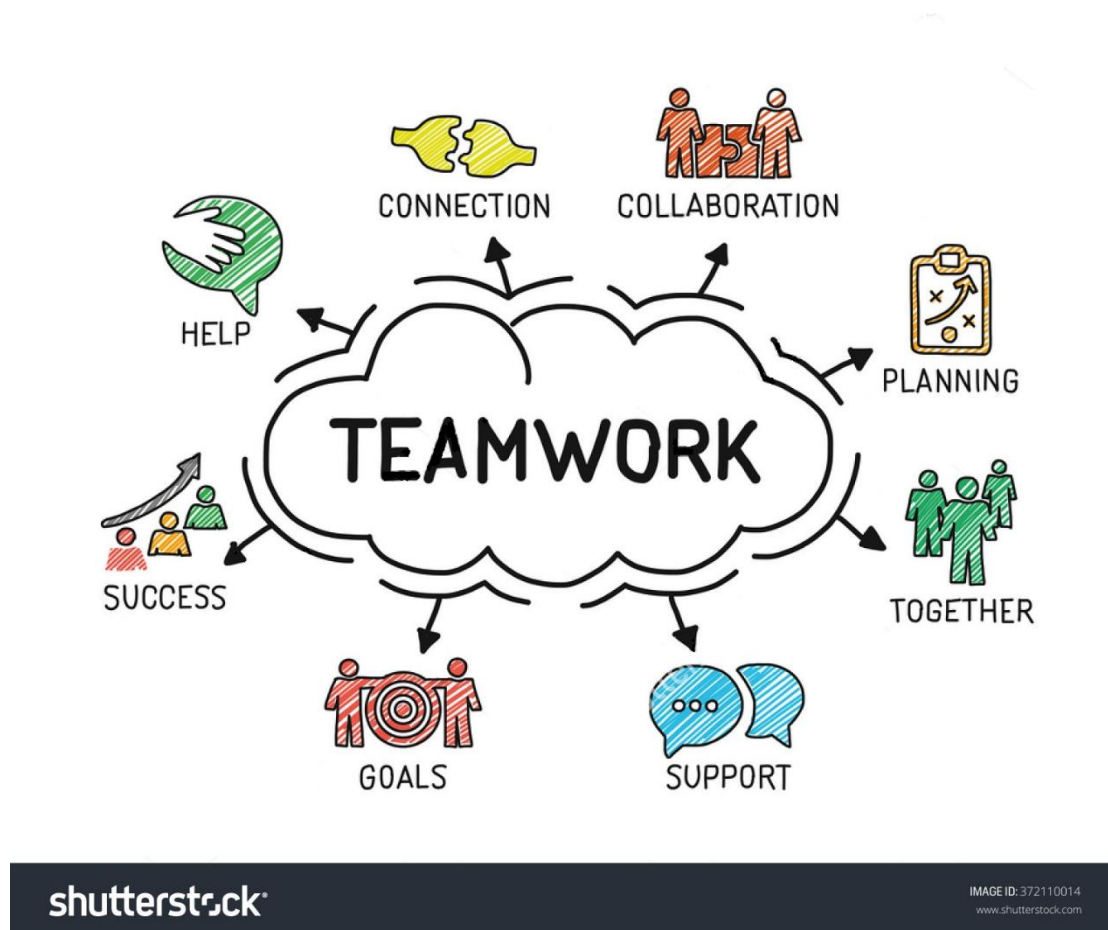 CONNECTION
COLLABORATION
HELP
PLANNING
TEAMWORK
SUCCESS
TOGETHER
GOALS
SUPPORT
shutterstock
IMAGE ID: 372110014
www.shutterstock.com